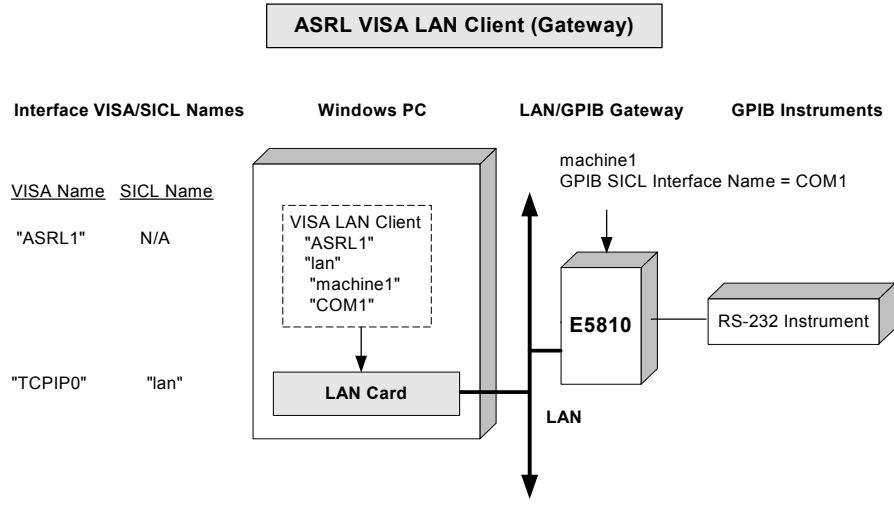 ASRL VISA LAN Client (Gateway)
Interface VISA/SICL Names
Windows PC
LAN/GPIB Gateway
GPIB Instruments
machine1
GPIB SICL Interface Name = COM1
VISA Name
SICL Name
"ASRL1"
N/A
VISA LAN Client
"ASRL1"
"lan"
"machine1"
"COM1"
E5810
RS-232 Instrument
"TCPIP0"
"lan"
LAN Card
LAN